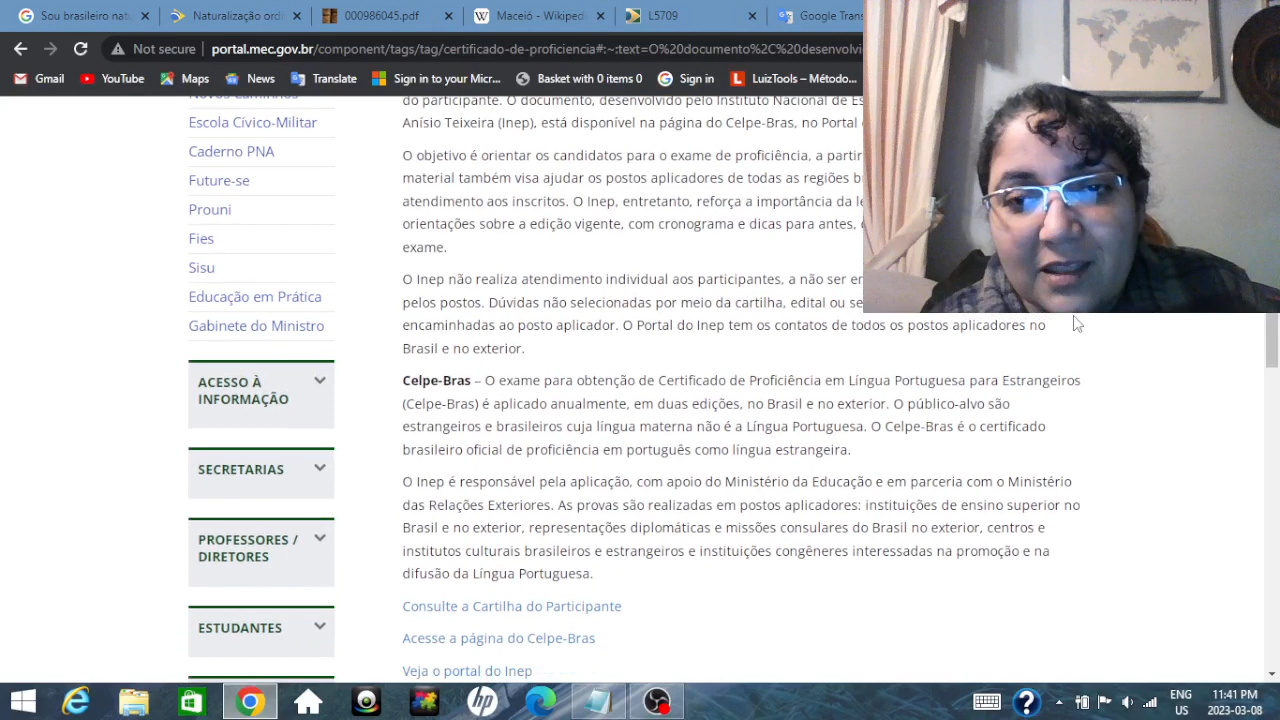 Sou brasileiro natu
Naturalização ordi
000986045.pdf
Maceió - Wikiped
L5709
Google Tran
Not secure
portal.mec.gov.br/component/tags/tag/certificado-de-proficiencia#:~:text=O%20documento%2C%20desenvolvi
Gmail
YouTube
Maps
News
Translate
Sign in to your Micr...
Basket with 0 items 0
Sign in
LuizTools – Método...
Novos Caminhos
Escola Cívico-Militar
Caderno PNA
Future-se
Prouni
Fies
Sisu
Educação em Prática
Gabinete do Ministro
ACESSO À
INFORMAÇÃO
SECRETARIAS
PROFESSORES /
DIRETORES
ESTUDANTES
do participante. O documento, desenvolvido pelo Instituto Nacional de
Anísio Teixeira (Inep), está disponível na página do Celpe-Bras, no Portal
O objetivo é orientar os candidatos para o exame de proficiência, a
material também visa ajudar os postos aplicadores de todas as regiões
atendimento aos inscritos. O Inep, entretanto, reforça a importância da
orientações sobre a edição vigente, com cronograma e dicas para antes,
exame.
O Inep não realiza atendimento individual aos participantes, a não ser
pelos postos. Dúvidas não selecionadas por meio da cartilha, edital ou
encaminhadas ao posto aplicador. O Portal do Inep tem os contatos de todos os postos aplicadores no
Brasil e no exterior.
Celpe-Bras – O exame para obtenção de Certificado de Proficiência em Língua Portuguesa para Estrangeiros
(Celpe-Bras) é aplicado anualmente, em duas edições, no Brasil e no exterior. O público-alvo são
estrangeiros e brasileiros cuja língua materna não é a Língua Portuguesa. O Celpe-Bras é o certificado
brasileiro oficial de proficiência em português como língua estrangeira.
O Inep é responsável pela aplicação, com apoio do Ministério da Educação e em parceria com o Ministério
das Relações Exteriores. As provas são realizadas em postos aplicadores: instituições de ensino superior no
Brasil e no exterior, representações diplomáticas e missões consulares do Brasil no exterior, centros e
institutos culturais brasileiros e estrangeiros e instituições congêneres interessadas na promoção e na
difusão da Língua Portuguesa.
Consulte a Cartilha do Participante
Acesse a página do Celpe-Bras
Veja o portal do Inep
ENG
US
11:41 PM
2023-03-08